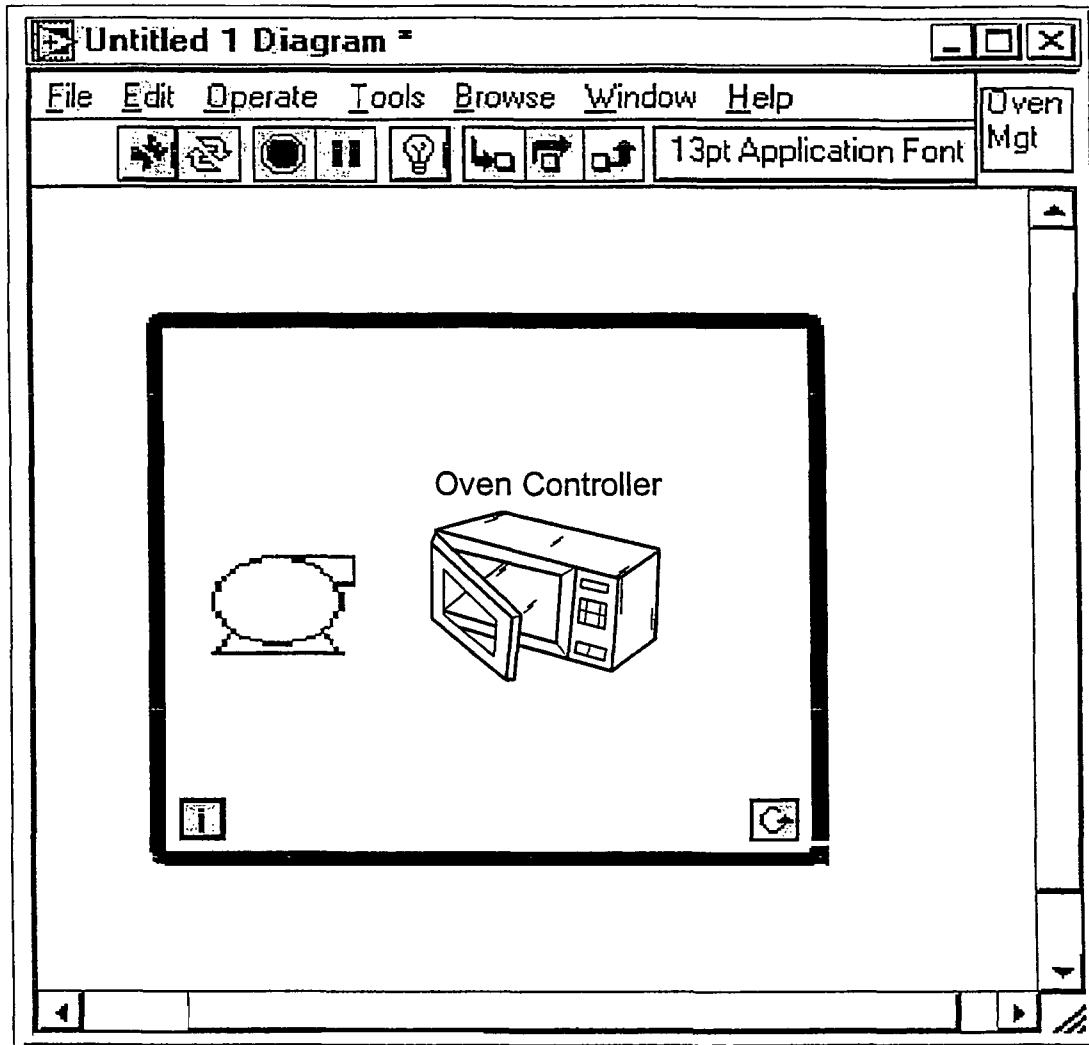 Untitled 1 Diagram *
File Edit Operate Tools Browse Window Help
Oven
Mgt
13pt Application Font
Oven Controller
i